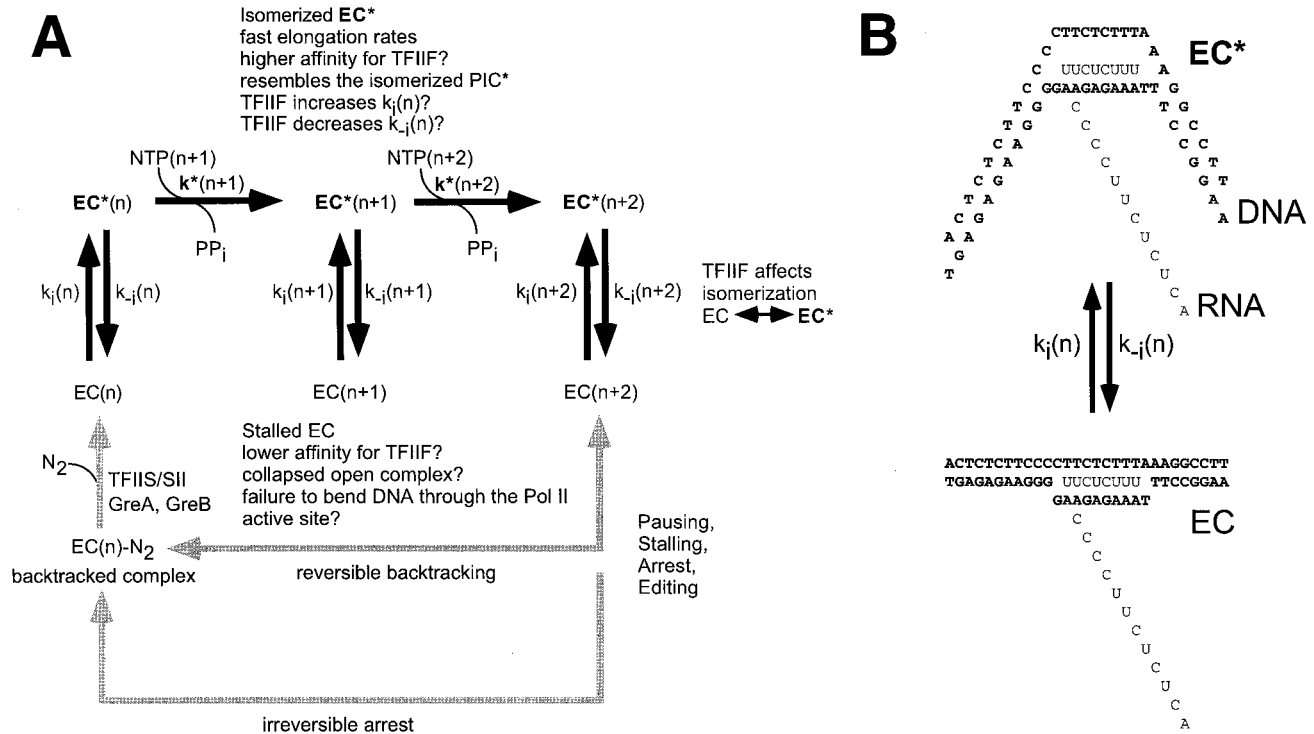 A
Isomerized EC*
fast elongation rates
higher affinity for TFIIF?
resembles the isomerized PIC*
TFIIF increases ki(n)?
TFIIF decreases k-i(n)?
NTP(n+1)
k*(n+1)
NTP(n+2)
k*(n+2)
EC*(n)
EC*(n+1)
EC*(n+2)
PPi
PPi
ki(n)
k-i(n)
ki(n+1)
k-i(n+1)
ki(n+2)
k-i(n+2)
TFIIF affects
isomerization
EC
EC*
EC(n)
EC(n+1)
EC(n+2)
Stalled EC
lower affinity for TFIIF?
collapsed open complex?
failure to bend DNA through the Pol II
active site?
N2
TFIIS/SII
GreA, GreB
EC(n)-N2
backtracked complex
reversible backtracking
Pausing,
Stalling,
Arrest,
Editing
irreversible arrest
B
CTTCTCTTTA
EC*
UUCUCUUU
GGAAGAGAAATT
DNA
RNA
ki(n)
k-i(n)
ACTCTCTTCCCCTTCTCTTTAAAGGCCTT
TGAGAGAAGGG UUCUCUUU TTCCGGAA
GAAGAGAAAT
EC
C
C
C
C
U
U
C
U
C
U
C
A